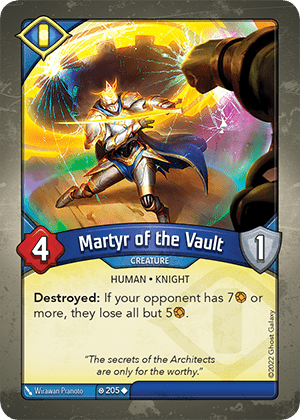 Martyr of the Vault
CREATURE
4
1
HUMAN • KNIGHT
Destroyed: If your opponent has 7 or
more, they lose all but 5.
"The secrets of the Architects
are only for the worthy."
Wirawan Pranoto
205
©2022 Ghost Galaxy